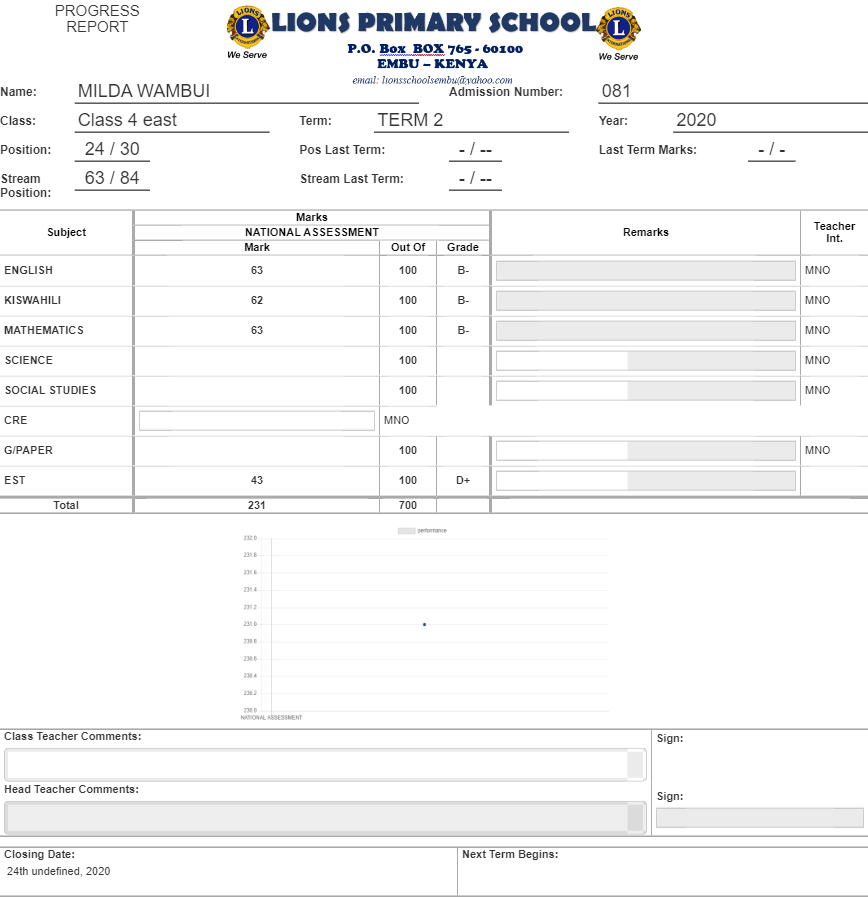 PROGRESS
REPORT
LIONS
L
We Serve
LIONS PRIMARY SCHOOL
P.O. Box BOX 765 - 60100
EMBU – KENYA
email: lionsschoolsembu@yahoo.com
LIONS
L
We Serve
Name: MILDA WAMBUI Admission Number: 081
Class: Class 4 east Term: TERM 2 Year: 2020
Position: 24 / 30 Pos Last Term: - / -- Last Term Marks: - / -
Stream Position: 63 / 84 Stream Last Term: - / --
Subject Marks Remarks Teacher Int.
NATIONAL ASSESSMENT
Mark Out Of Grade
ENGLISH 63 100 B- MNO
KISWAHILI 62 100 B- MNO
MATHEMATICS 63 100 B- MNO
SCIENCE 100 MNO
SOCIAL STUDIES 100 MNO
CRE MNO
G/PAPER 100 MNO
EST 43 100 D+
Total 231 700
performance
232.0
231.8
231.6
231.4
231.2
231.0
230.8
230.6
230.4
230.2
230.0
NATIONAL ASSESSMENT
Class Teacher Comments: Sign:
Head Teacher Comments: Sign:
Closing Date: Next Term Begins:
24th undefined, 2020